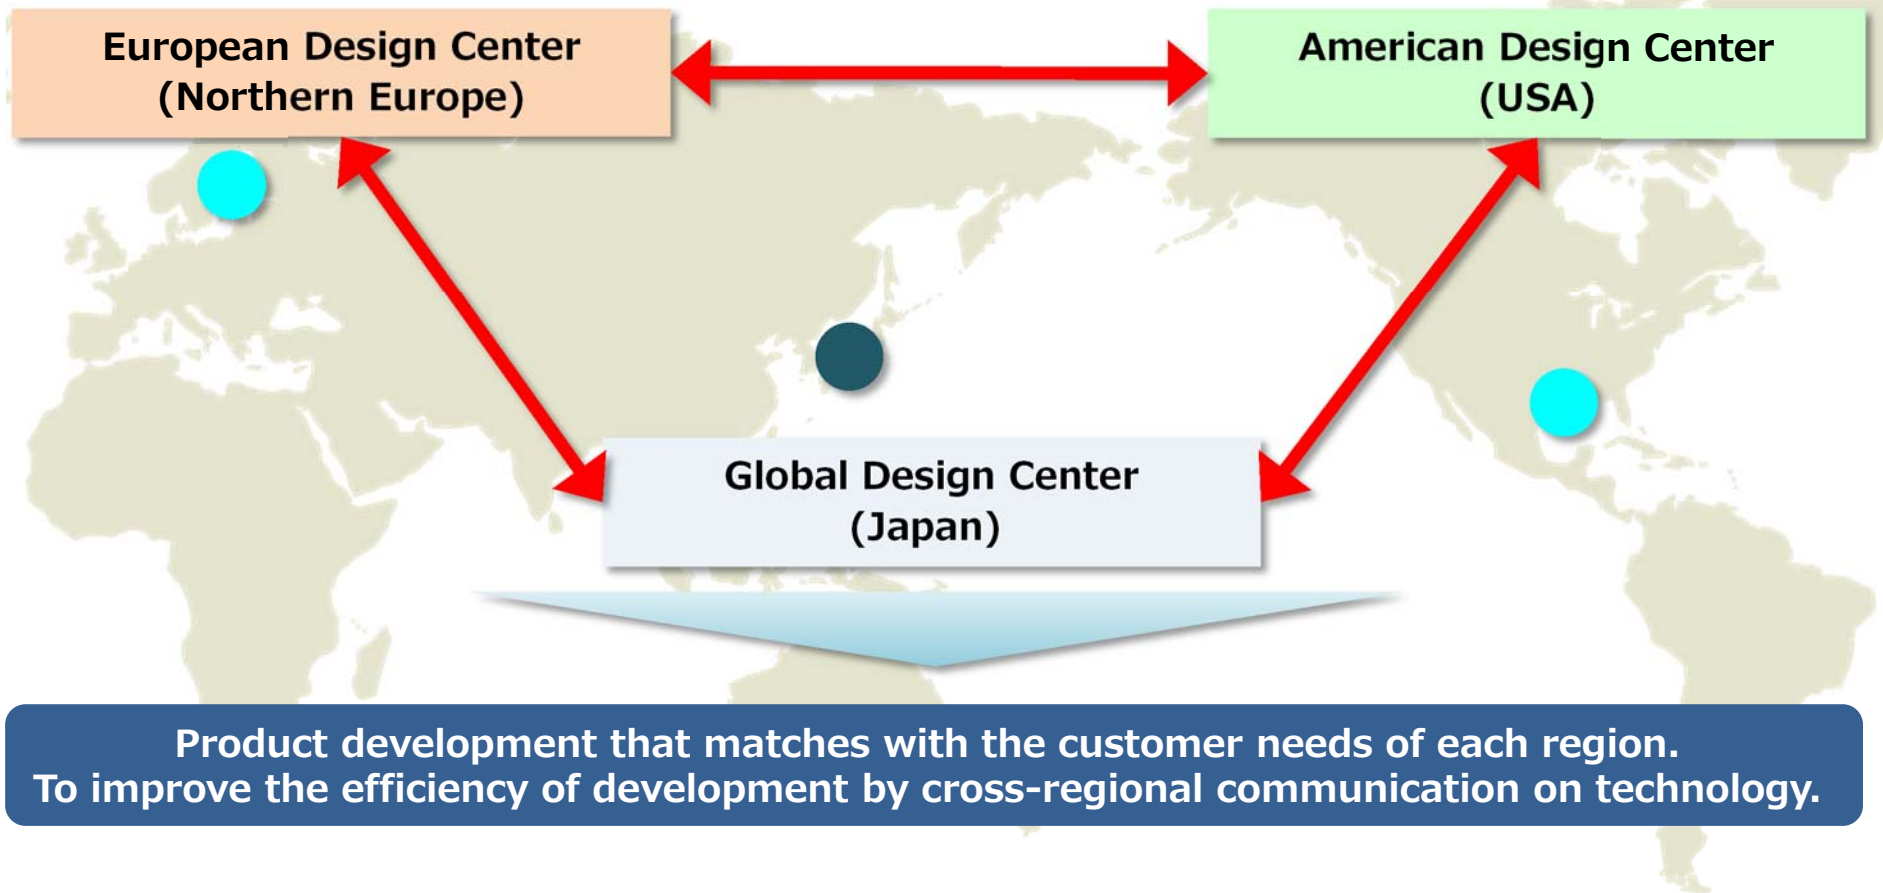 European Design Center
(Northern Europe)
American Design Center
(USA)
Global Design Center
(Japan)
Product development that matches with the customer needs of each region.
To improve the efficiency of development by cross-regional communication on technology.